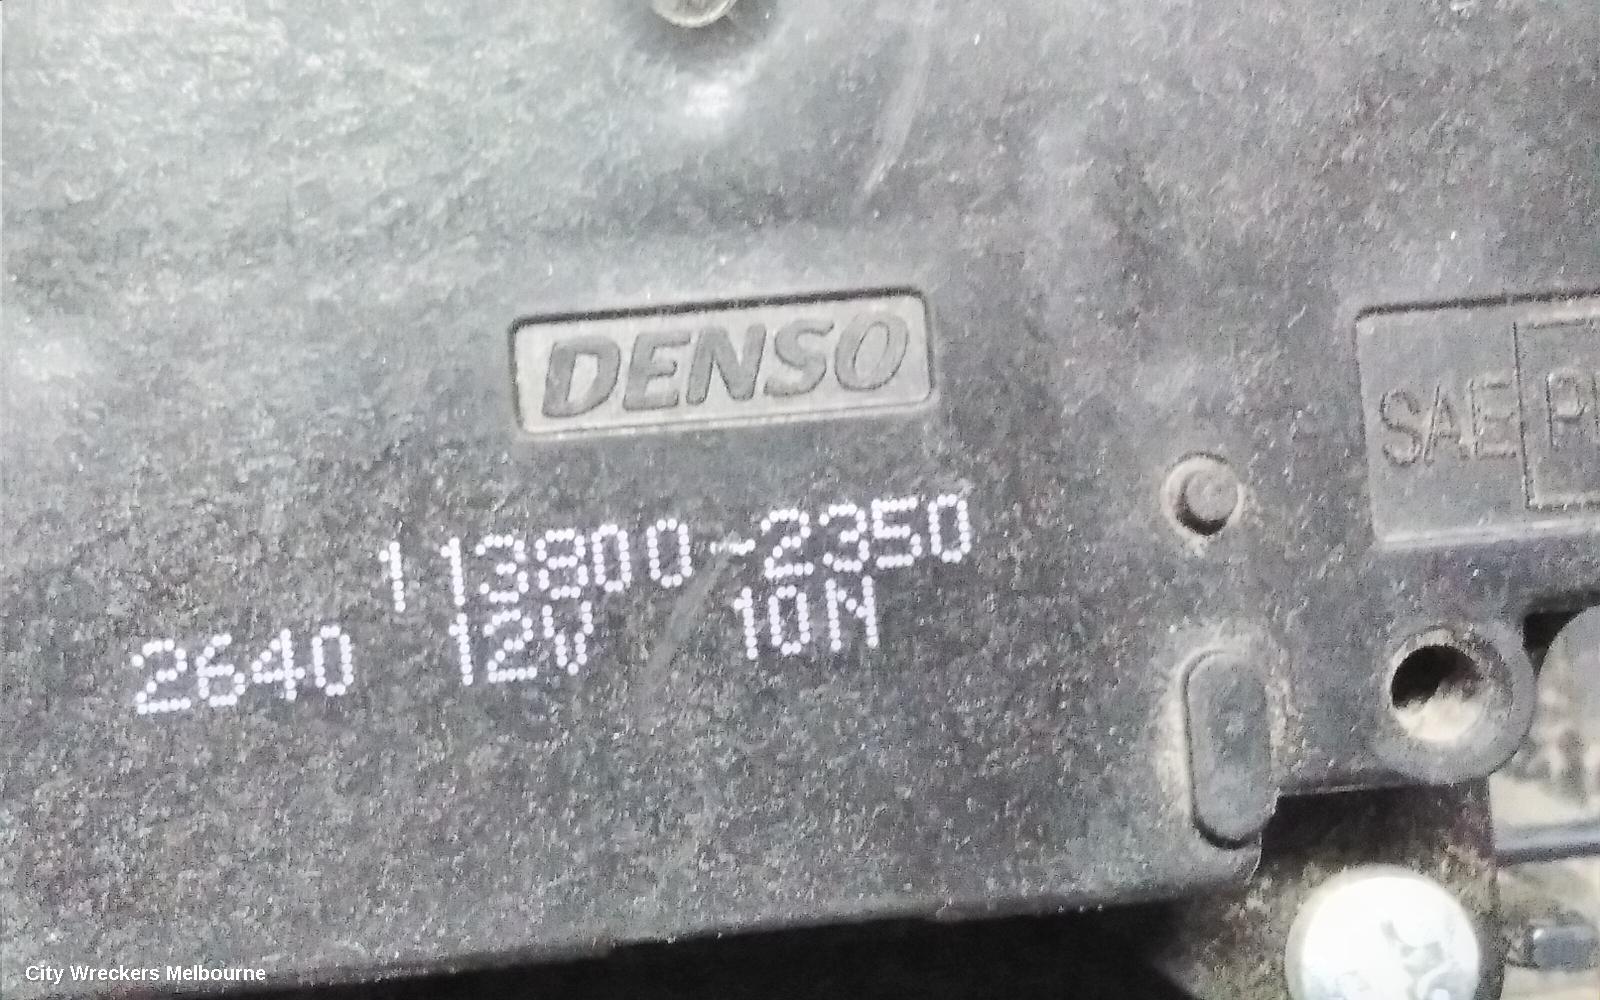 DENSO
SAE
113800-2350
2640 12V 10N
City Wreckers Melbourne